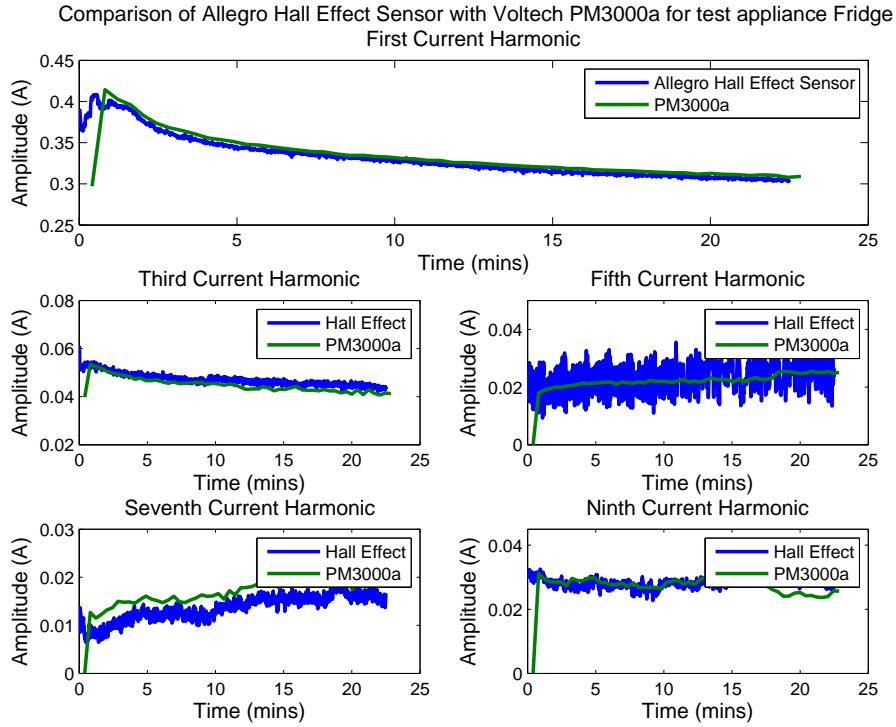 Comparison of Allegro Hall Effect Sensor with Voltech PM3000a for test appliance Fridge
First Current Harmonic
Amplitude (A)
0.45
0.4
0.35
0.3
0.25
Allegro Hall Effect Sensor
PM3000a
0 5 10 15 20 25
Time (mins)
Third Current Harmonic
Amplitude (A)
0.08
0.06
0.04
0.02
Hall Effect
PM3000a
0 5 10 15 20 25
Time (mins)
Fifth Current Harmonic
Amplitude (A)
0.04
0.02
0
Hall Effect
PM3000a
0 5 10 15 20 25
Time (mins)
Seventh Current Harmonic
Amplitude (A)
0.03
0.02
0.01
0
Hall Effect
PM3000a
0 5 10 15 20 25
Time (mins)
Ninth Current Harmonic
Amplitude (A)
0.04
0.02
0
Hall Effect
PM3000a
0 5 10 15 20 25
Time (mins)